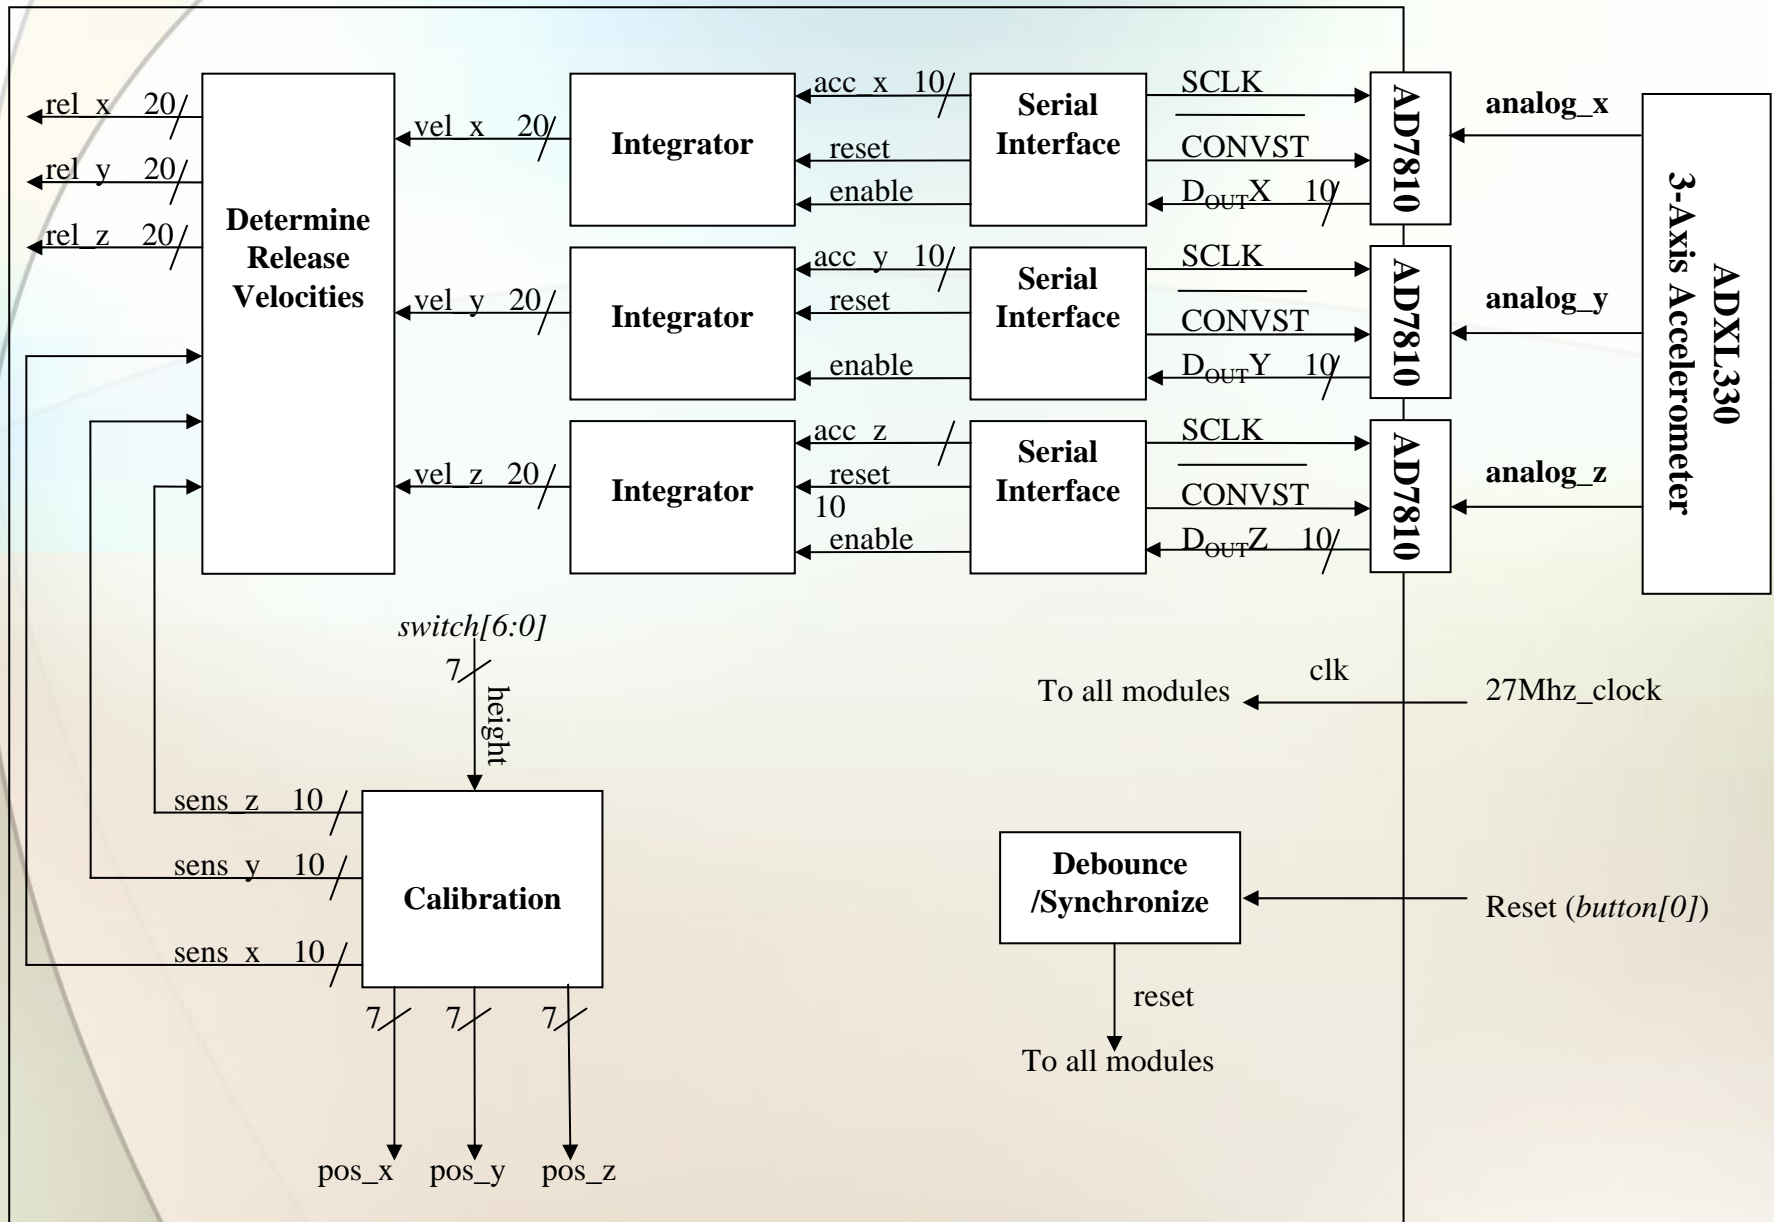 rel_x 20
rel_y 20
rel_z 20
Determine
Release
Velocities
vel_x 20
vel_y 20
vel_z 20
Integrator
acc_x 10
reset
enable
Serial
Interface
SCLK
CONVST
DOUTX 10
AD7810
analog_x
Integrator
acc_y 10
reset
enable
Serial
Interface
SCLK
CONVST
DOUTY 10
AD7810
analog_y
Integrator
acc_z
reset
10
enable
Serial
Interface
SCLK
CONVST
DOUTZ 10
AD7810
analog_z
ADXL330
3-Axis Accelerometer
switch[6:0]
7
height
sens_z 10
sens_y 10
sens_x 10
Calibration
7 7 7
pos_x pos_y pos_z
clk
To all modules
27Mhz_clock
Debounce
/Synchronize
Reset (button[0])
reset
To all modules